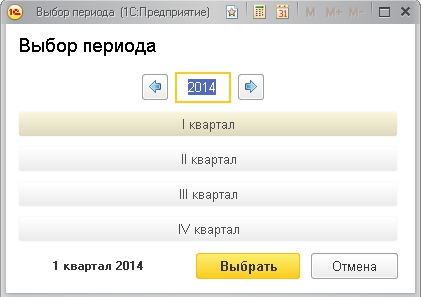 Выбор периода (1С:Предприятие) M M+ M-
Выбор периода
2014
I квартал
II квартал
III квартал
IV квартал
1 квартал 2014 Выбрать Отмена